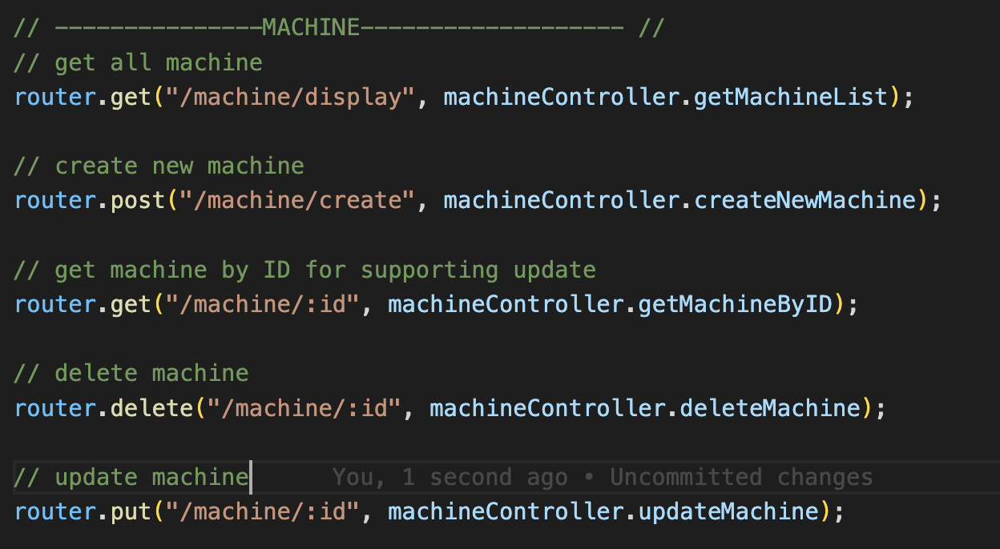 // ---------------MACHINE------------------- //
// get all machine
router.get("/machine/display", machineController.getMachineList);
// create new machine
router.post("/machine/create", machineController.createNewMachine);
// get machine by ID for supporting update
router.get("/machine/:id", machineController.getMachineByID);
// delete machine
router.delete("/machine/:id", machineController.deleteMachine);
// update machine You, 1 second ago • Uncommitted changes
router.put("/machine/:id", machineController.updateMachine);